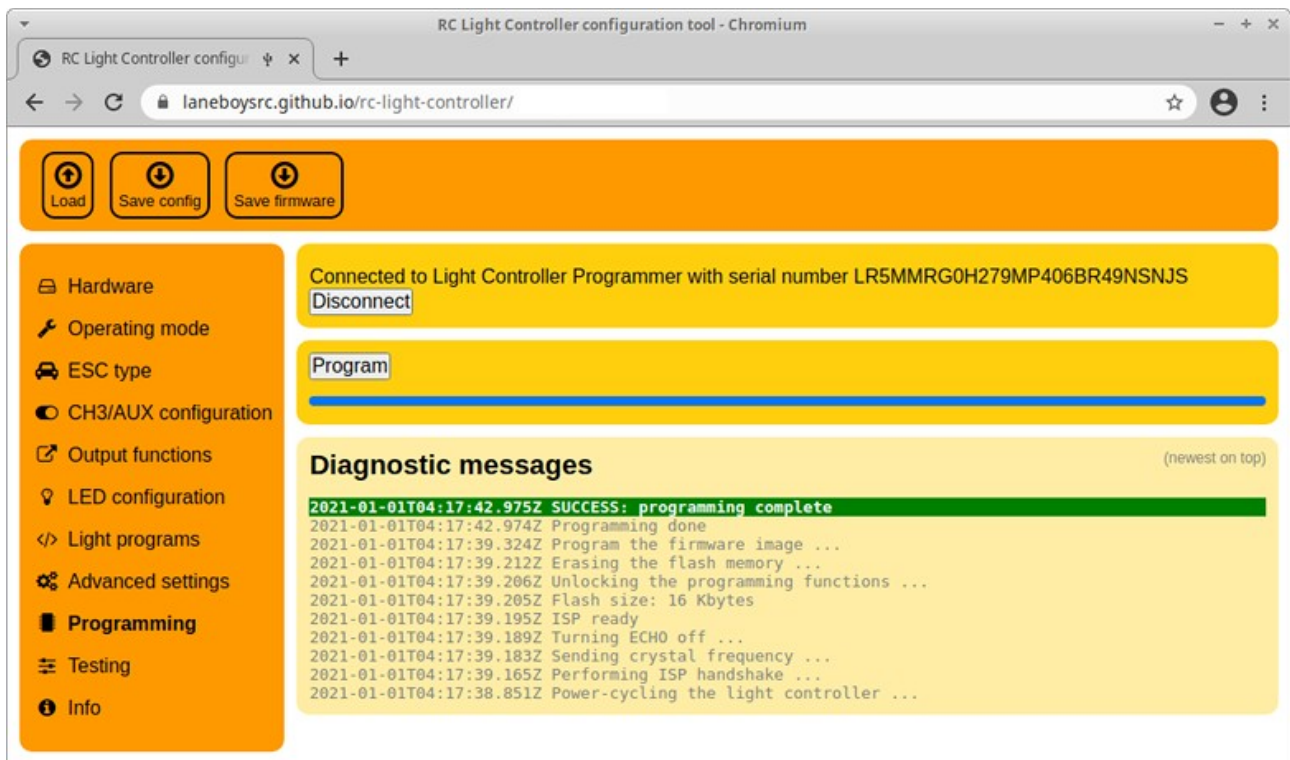 RC Light Controller configuration tool - Chromium
RC Light Controller configur
laneboysrc.github.io/rc-light-controller/
Load
Save config
Save firmware
Hardware
Operating mode
ESC type
CH3/AUX configuration
Output functions
LED configuration
Light programs
Advanced settings
Programming
Testing
Info
Connected to Light Controller Programmer with serial number LR5MMRG0H279MP406BR49NSNJS
Disconnect
Program
Diagnostic messages
(newest on top)
2021-01-01T04:17:42.975Z SUCCESS: programming complete
2021-01-01T04:17:42.974Z Programming done
2021-01-01T04:17:39.324Z Program the firmware image ...
2021-01-01T04:17:39.212Z Erasing the flash memory ...
2021-01-01T04:17:39.206Z Unlocking the programming functions ...
2021-01-01T04:17:39.205Z Flash size: 16 Kbytes
2021-01-01T04:17:39.195Z ISP ready
2021-01-01T04:17:39.189Z Turning ECHO off ...
2021-01-01T04:17:39.183Z Sending crystal frequency ...
2021-01-01T04:17:39.165Z Performing ISP handshake ...
2021-01-01T04:17:38.851Z Power-cycling the light controller ...